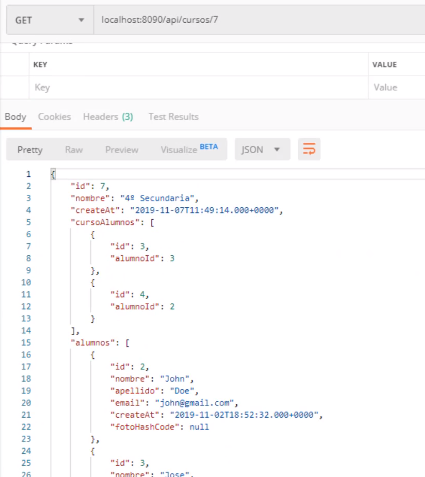 GET
localhost:8090/api/cursos/7
Query Params
KEY
VALUE
Key
Value
Body
Cookies
Headers (3)
Test Results
Pretty
Raw
Preview
Visualize BETA
JSON
1 {
2 "id": 7,
3 "nombre": "4º Secundaria",
4 "createAt": "2019-11-07T11:49:14.000+0000",
5 "cursoAlumnos": [
6 {
7 "id": 3,
8 "alumnoId": 3
9 },
10 {
11 "id": 4,
12 "alumnoId": 2
13 }
14 ],
15 "alumnos": [
16 {
17 "id": 2,
18 "nombre": "John",
19 "apellido": "Doe",
20 "email": "john@gmail.com",
21 "createAt": "2019-11-02T18:52:32.000+0000",
22 "fotoHashCode": null
23 },
24 {
25 "id": 3,
26 "nombre": "Jose",